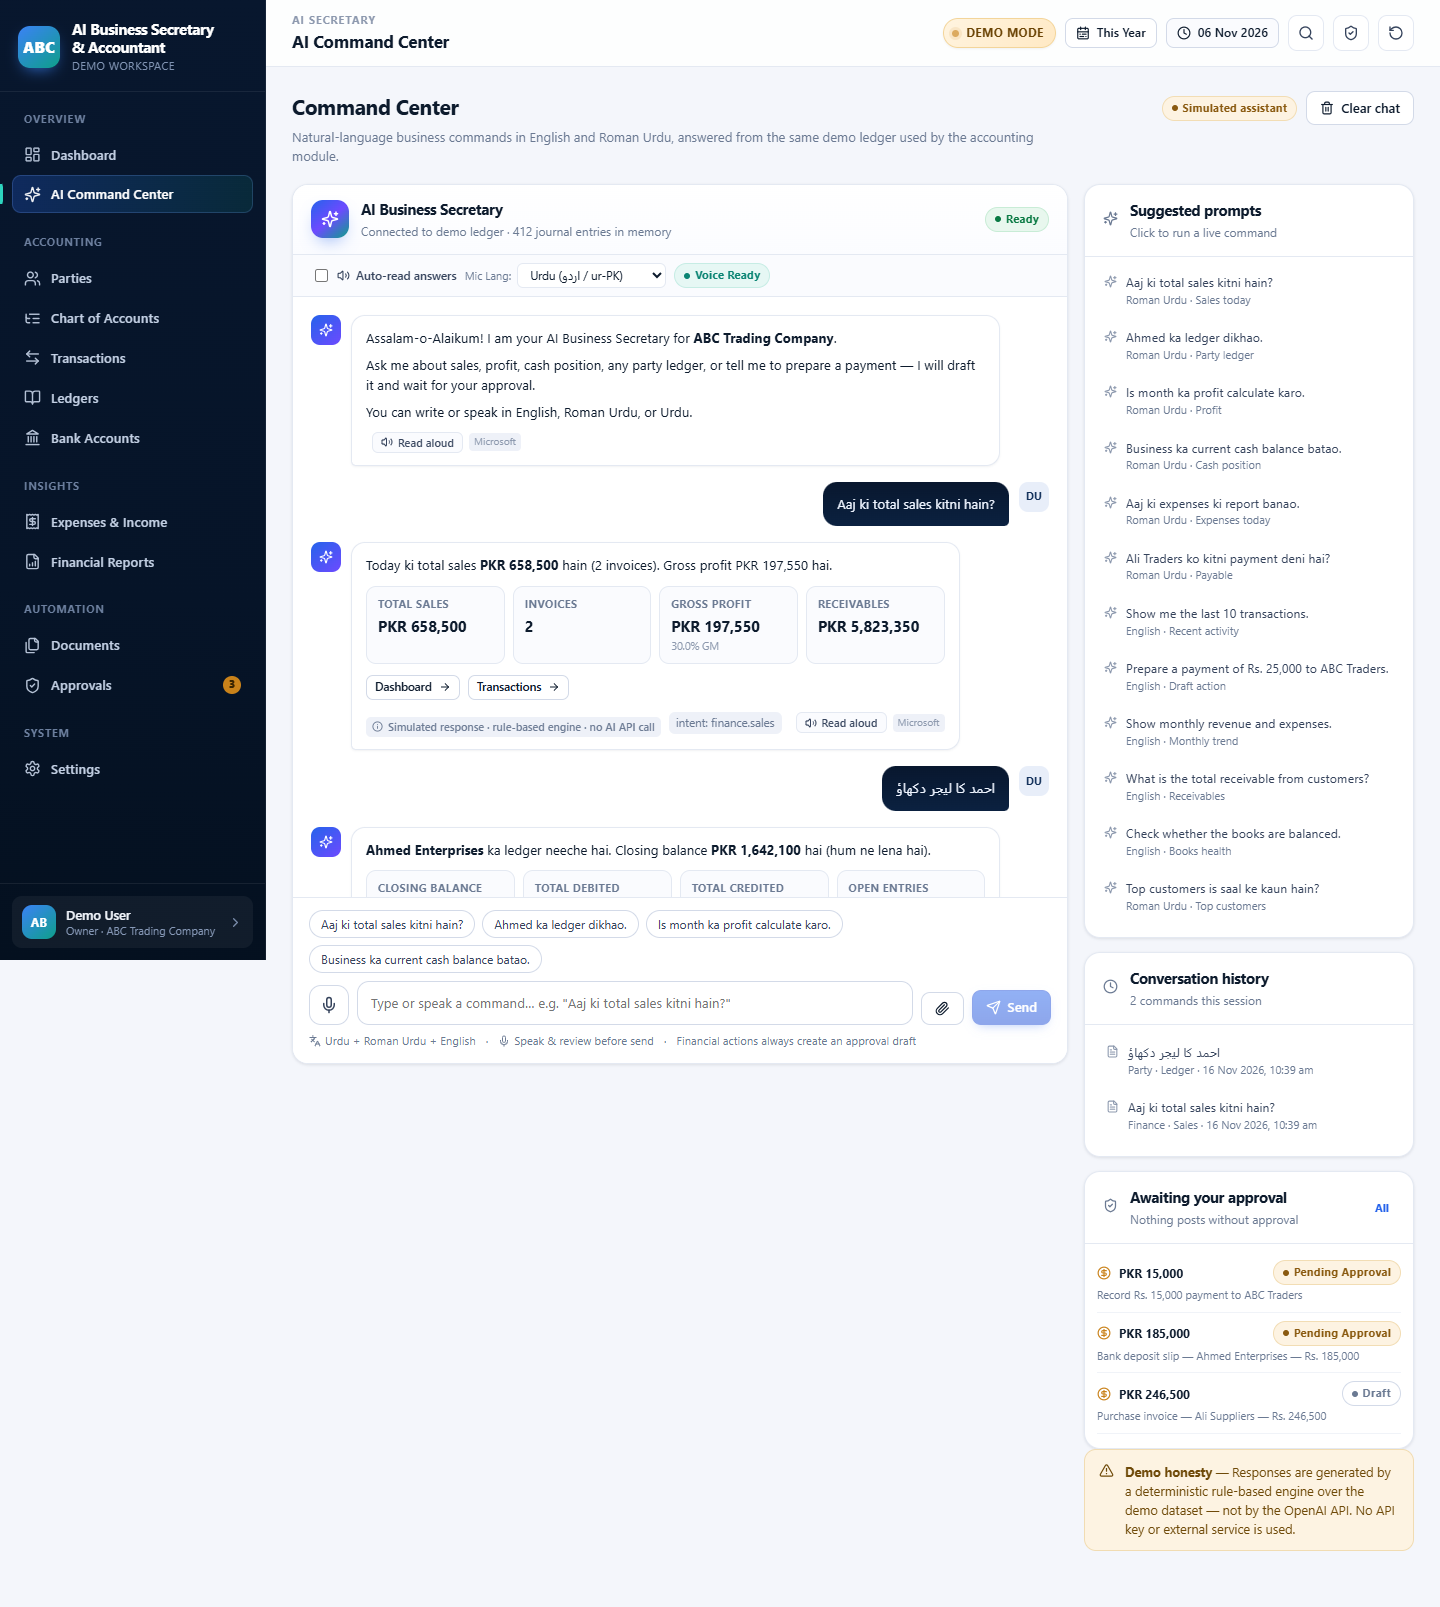 ABC
AI Business Secretary
& Accountant
DEMO WORKSPACE
OVERVIEW
Dashboard
AI Command Center
ACCOUNTING
Parties
Chart of Accounts
Transactions
Ledgers
Bank Accounts
INSIGHTS
Expenses & Income
Financial Reports
AUTOMATION
Documents
Approvals
3
SYSTEM
Settings
AB
Demo User
Owner · ABC Trading Company
AI SECRETARY
AI Command Center
DEMO MODE
This Year
06 Nov 2026
Command Center
Natural-language business commands in English and Roman Urdu, answered from the same demo ledger used by the accounting
module.
Simulated assistant
Clear chat
AI Business Secretary
Connected to demo ledger · 412 journal entries in memory
Ready
Auto-read answers
Mic Lang:
Urdu (اردو / ur-PK)
Voice Ready
Assalam-o-Alaikum! I am your AI Business Secretary for ABC Trading Company.
Ask me about sales, profit, cash position, any party ledger, or tell me to prepare a payment — I will draft
it and wait for your approval.
You can write or speak in English, Roman Urdu, or Urdu.
Read aloud
Microsoft
Aaj ki total sales kitni hain?
DU
Today ki total sales PKR 658,500 hain (2 invoices). Gross profit PKR 197,550 hai.
TOTAL SALES
PKR 658,500
INVOICES
2
GROSS PROFIT
PKR 197,550
30.0% GM
RECEIVABLES
PKR 5,823,350
Dashboard
Transactions
Simulated response · rule-based engine · no AI API call
intent: finance.sales
Read aloud
Microsoft
احمد کا لیجر دکھاؤ
DU
Ahmed Enterprises ka ledger neeche hai. Closing balance PKR 1,642,100 hai (hum ne lena hai).
CLOSING BALANCE
TOTAL DEBITED
TOTAL CREDITED
OPEN ENTRIES
Aaj ki total sales kitni hain?
Ahmed ka ledger dikhao.
Is month ka profit calculate karo.
Business ka current cash balance batao.
Type or speak a command... e.g. "Aaj ki total sales kitni hain?"
Send
Urdu + Roman Urdu + English · Speak & review before send · Financial actions always create an approval draft
Suggested prompts
Click to run a live command
Aaj ki total sales kitni hain?
Roman Urdu · Sales today
Ahmed ka ledger dikhao.
Roman Urdu · Party ledger
Is month ka profit calculate karo.
Roman Urdu · Profit
Business ka current cash balance batao.
Roman Urdu · Cash position
Aaj ki expenses ki report banao.
Roman Urdu · Expenses today
Ali Traders ko kitni payment deni hai?
Roman Urdu · Payable
Show me the last 10 transactions.
English · Recent activity
Prepare a payment of Rs. 25,000 to ABC Traders.
English · Draft action
Show monthly revenue and expenses.
English · Monthly trend
What is the total receivable from customers?
English · Receivables
Check whether the books are balanced.
English · Books health
Top customers is saal ke kaun hain?
Roman Urdu · Top customers
Conversation history
2 commands this session
احمد کا لیجر دکھاؤ
Party · Ledger · 16 Nov 2026, 10:39 am
Aaj ki total sales kitni hain?
Finance · Sales · 16 Nov 2026, 10:39 am
Awaiting your approval
Nothing posts without approval
All
PKR 15,000
Pending Approval
Record Rs. 15,000 payment to ABC Traders
PKR 185,000
Pending Approval
Bank deposit slip — Ahmed Enterprises — Rs. 185,000
PKR 246,500
Draft
Purchase invoice — Ali Suppliers — Rs. 246,500
Demo honesty — Responses are generated by
a deterministic rule-based engine over the
demo dataset — not by the OpenAI API. No API
key or external service is used.